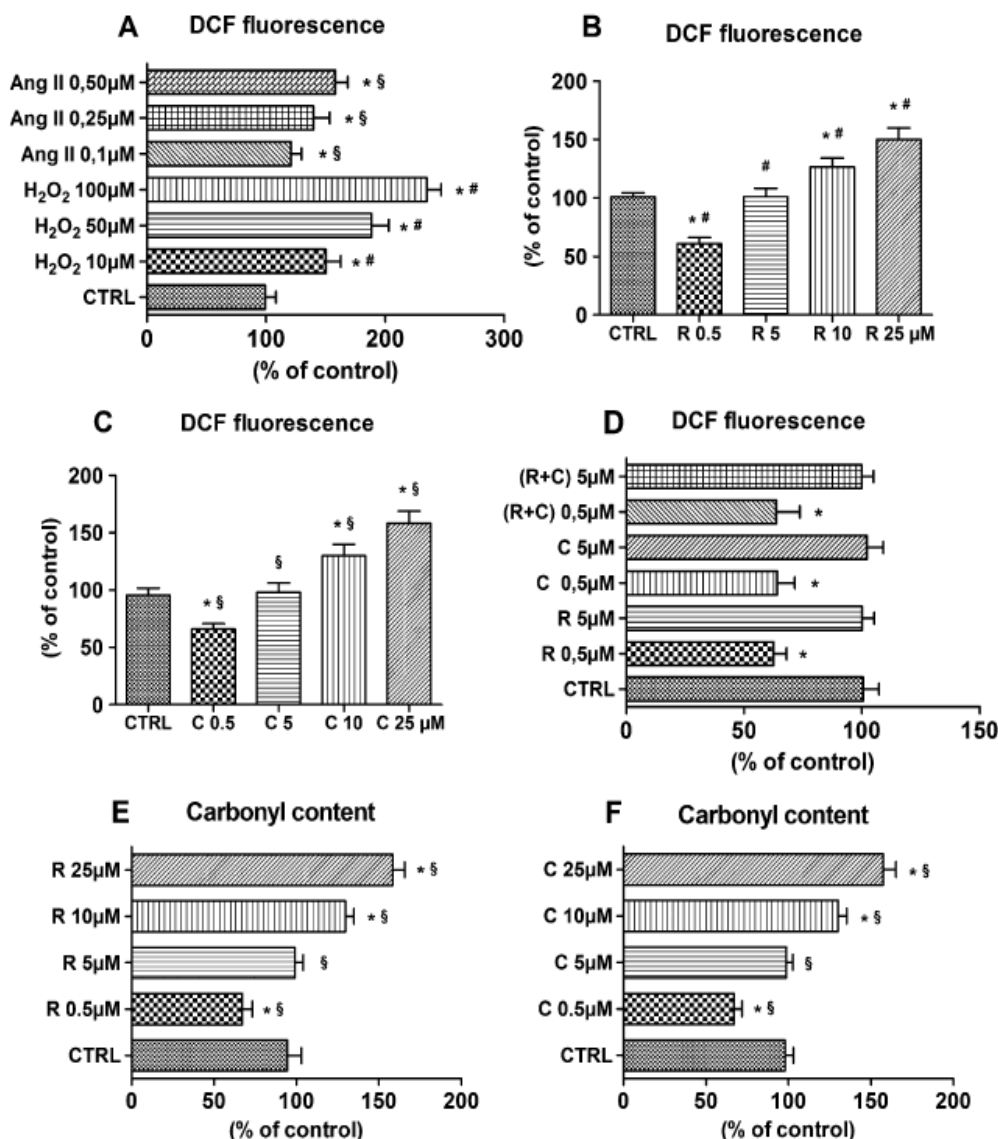 A DCF fluorescence
Ang II 0,50µM * §
Ang II 0,25µM * §
Ang II 0,1µM * §
H₂O₂ 100µM * #
H₂O₂ 50µM * #
H₂O₂ 10µM * #
CTRL
0 100 200 300
(% of control)
B DCF fluorescence
(% of control)
200
150
100
50
0
* #
#
* #
* #
CTRL R 0.5 R 5 R 10 R 25 µM
C DCF fluorescence
(% of control)
200
150
100
50
0
* §
§
* §
* §
CTRL C 0.5 C 5 C 10 C 25 µM
D DCF fluorescence
(R+C) 5µM
(R+C) 0,5µM *
C 5µM
C 0,5µM *
R 5µM
R 0,5µM *
CTRL
0 50 100 150
(% of control)
E Carbonyl content
R 25µM * §
R 10µM * §
R 5µM §
R 0.5µM * §
CTRL
0 50 100 150 200
(% of control)
F Carbonyl content
C 25µM * §
C 10µM * §
C 5µM §
C 0.5µM * §
CTRL
0 50 100 150 200
(% of control)